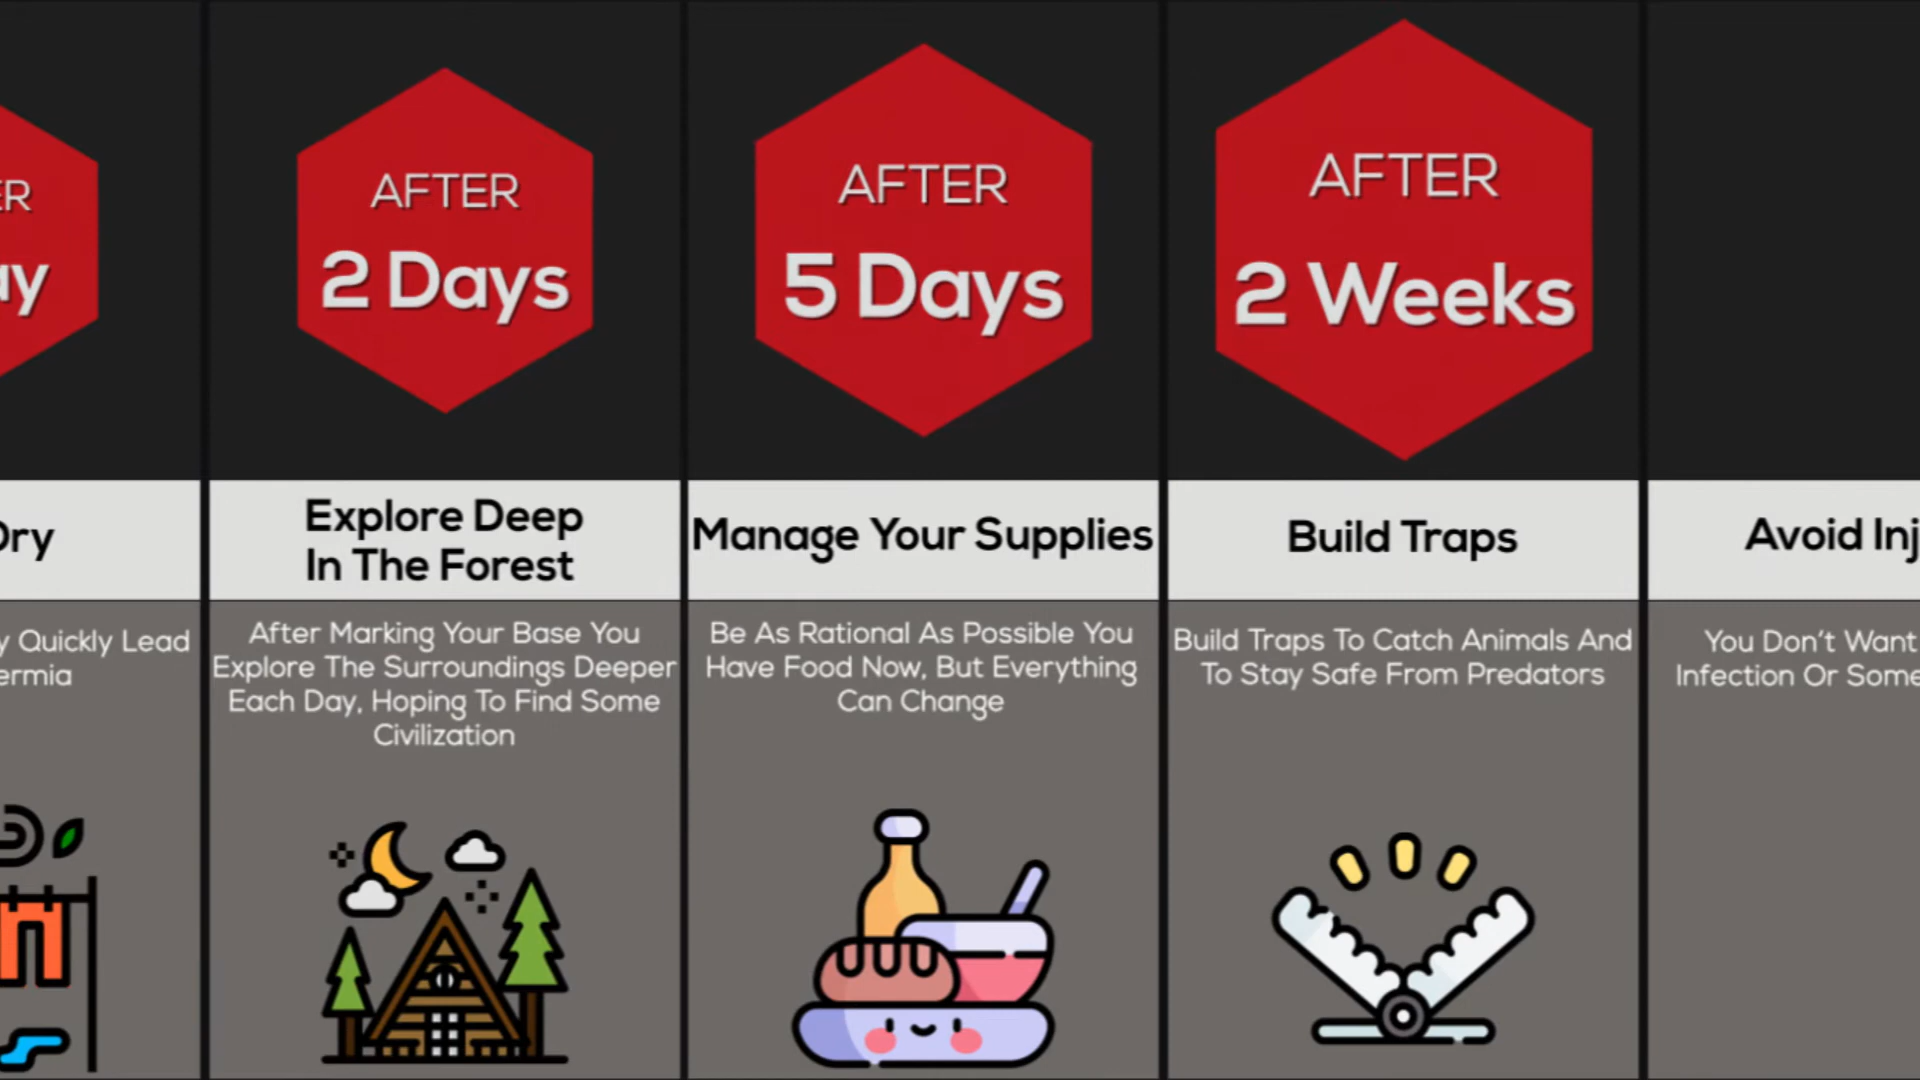 AFTER
2 Days
AFTER
5 Days
AFTER
2 Weeks
Dry
Explore Deep
In The Forest
Manage Your Supplies
Build Traps
Avoid
Quickly Lead
After Marking Your Base You
Explore The Surroundings Deeper
Each Day, Hoping To Find Some
Civilization
Be As Rational As Possible You
Have Food Now, But Everything
Can Change
Build Traps To Catch Animals And
To Stay Safe From Predators
You Don't Want
Infection Or Some